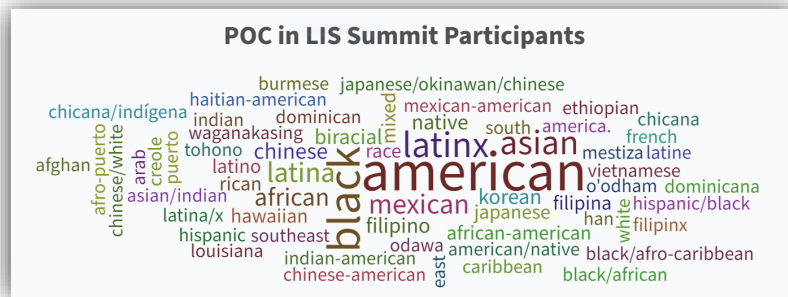 POC in LIS Summit Participants
burmese japanese/okinawan/chinese
haitian-american mixed mexican-american ethiopian
chicana/indígena indian dominican native south america. chicana
waganakasing biracial latinx. asian french
afro-puerto chinese/white arab creole puerto tohono chinese race mestiza latine
afghan latino latina black american vietnamese
rican o'odham dominicana
asian/indian african mexican korean filipina hispanic/black
latina/x hawaiian japanese han white filipinx
filipino
hispanic southeast african-american
louisiana odawa american/native black/afro-caribbean
indian-american east caribbean
chinese-american black/african